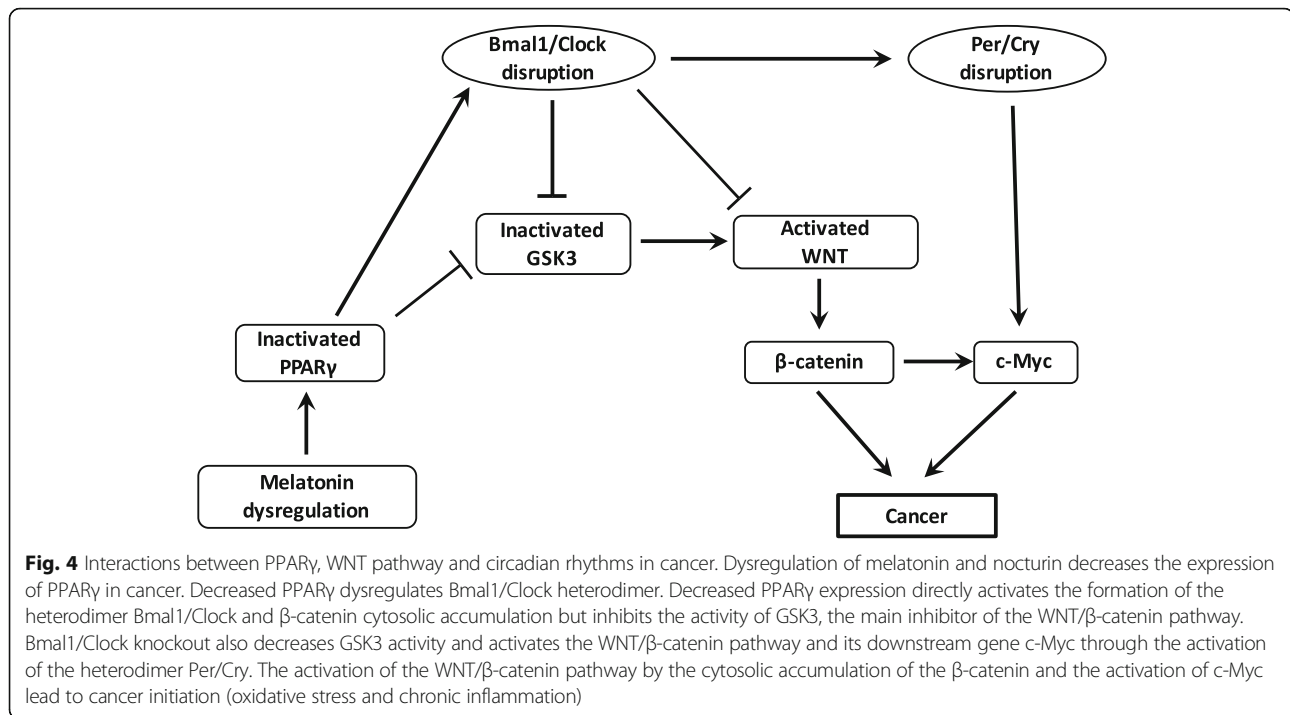 Bmal1/Clock
disruption
Per/Cry
disruption
Inactivated
GSK3
Activated
WNT
Inactivated
PPARγ
β-catenin
c-Myc
Melatonin
dysregulation
Cancer
Fig. 4 Interactions between PPARγ, WNT pathway and circadian rhythms in cancer. Dysregulation of melatonin and nocturin decreases the expression
of PPARγ in cancer. Decreased PPARγ dysregulates Bmal1/Clock heterodimer. Decreased PPARγ expression directly activates the formation of the
heterodimer Bmal1/Clock and β-catenin cytosolic accumulation but inhibits the activity of GSK3, the main inhibitor of the WNT/β-catenin pathway.
Bmal1/Clock knockout also decreases GSK3 activity and activates the WNT/β-catenin pathway and its downstream gene c-Myc through the activation
of the heterodimer Per/Cry. The activation of the WNT/β-catenin pathway by the cytosolic accumulation of the β-catenin and the activation of c-Myc
lead to cancer initiation (oxidative stress and chronic inflammation)